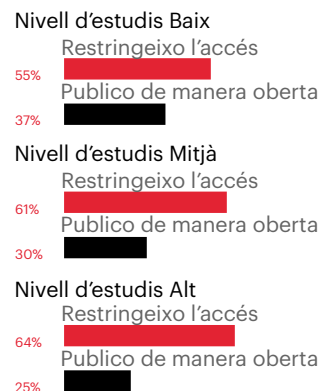 Nivell d'estudis Baix
Restringeixo l'accés
55%
Publico de manera oberta
37%
Nivell d'estudis Mitjà
Restringeixo l'accés
61%
Publico de manera oberta
30%
Nivell d'estudis Alt
Restringeixo l'accés
64%
Publico de manera oberta
25%